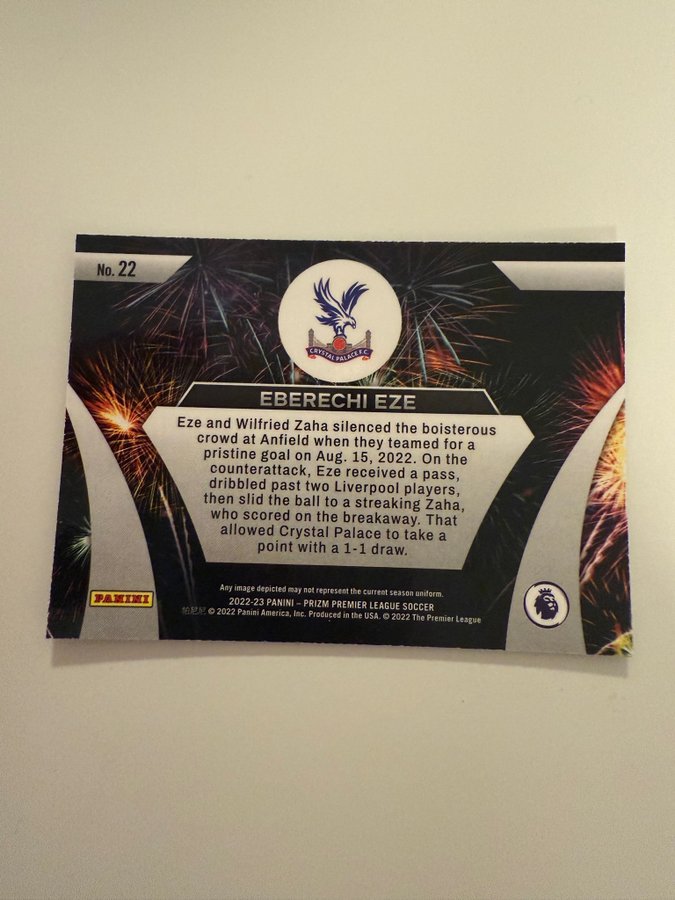 No. 22
CRYSTAL PALACE F.C.
EBERECHI EZE
Eze and Wilfried Zaha silenced the boisterous
crowd at Anfield when they teamed for a
pristine goal on Aug. 15, 2022. On the
counterattack, Eze received a pass,
dribbled past two Liverpool players,
then slid the ball to a streaking Zaha,
who scored on the breakaway. That
allowed Crystal Palace to take a
point with a 1-1 draw.
Any image depicted may not represent the current season uniform.
2022-23 PANINI – PRIZM PREMIER LEAGUE SOCCER
© 2022 Panini America, Inc. Produced in the USA. © 2022 The Premier League
PANINI